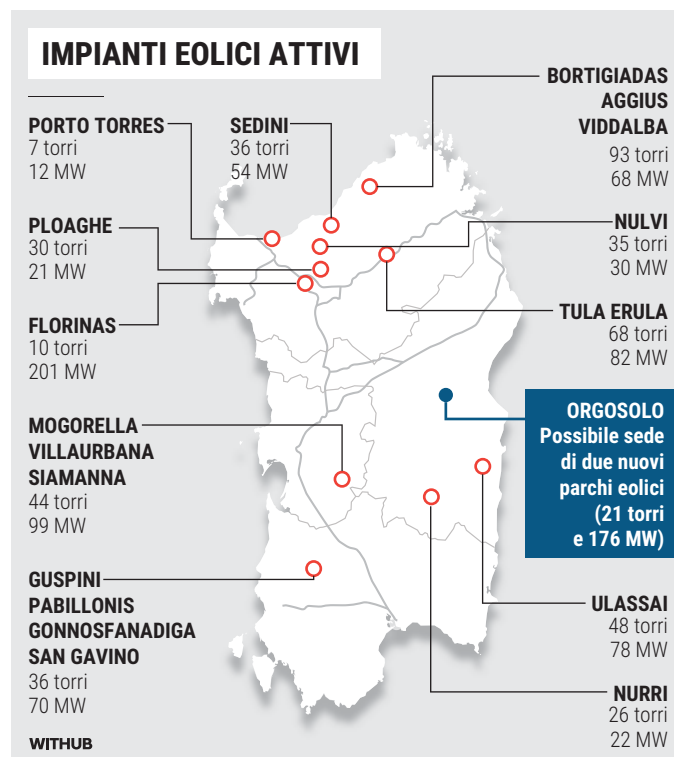 IMPIANTI EOLICI ATTIVI
PORTO TORRES
7 torri
12 MW
SEDINI
36 torri
54 MW
BORTIGIADAS
AGGIUS
VIDDALBA
93 torri
68 MW
PLOAGHE
30 torri
21 MW
NULVI
35 torri
30 MW
FLORINAS
10 torri
201 MW
TULA ERULA
68 torri
82 MW
ORGOSOLO
Possibile sede
di due nuovi
parchi eolici
(21 torri
e 176 MW)
MOGORELLA
VILLAURBANA
SIAMANNA
44 torri
99 MW
GUSPINI
PABILLONIS
GONNOSFANADIGA
SAN GAVINO
36 torri
70 MW
ULASSAI
48 torri
78 MW
NURRI
26 torri
22 MW
WITHUB